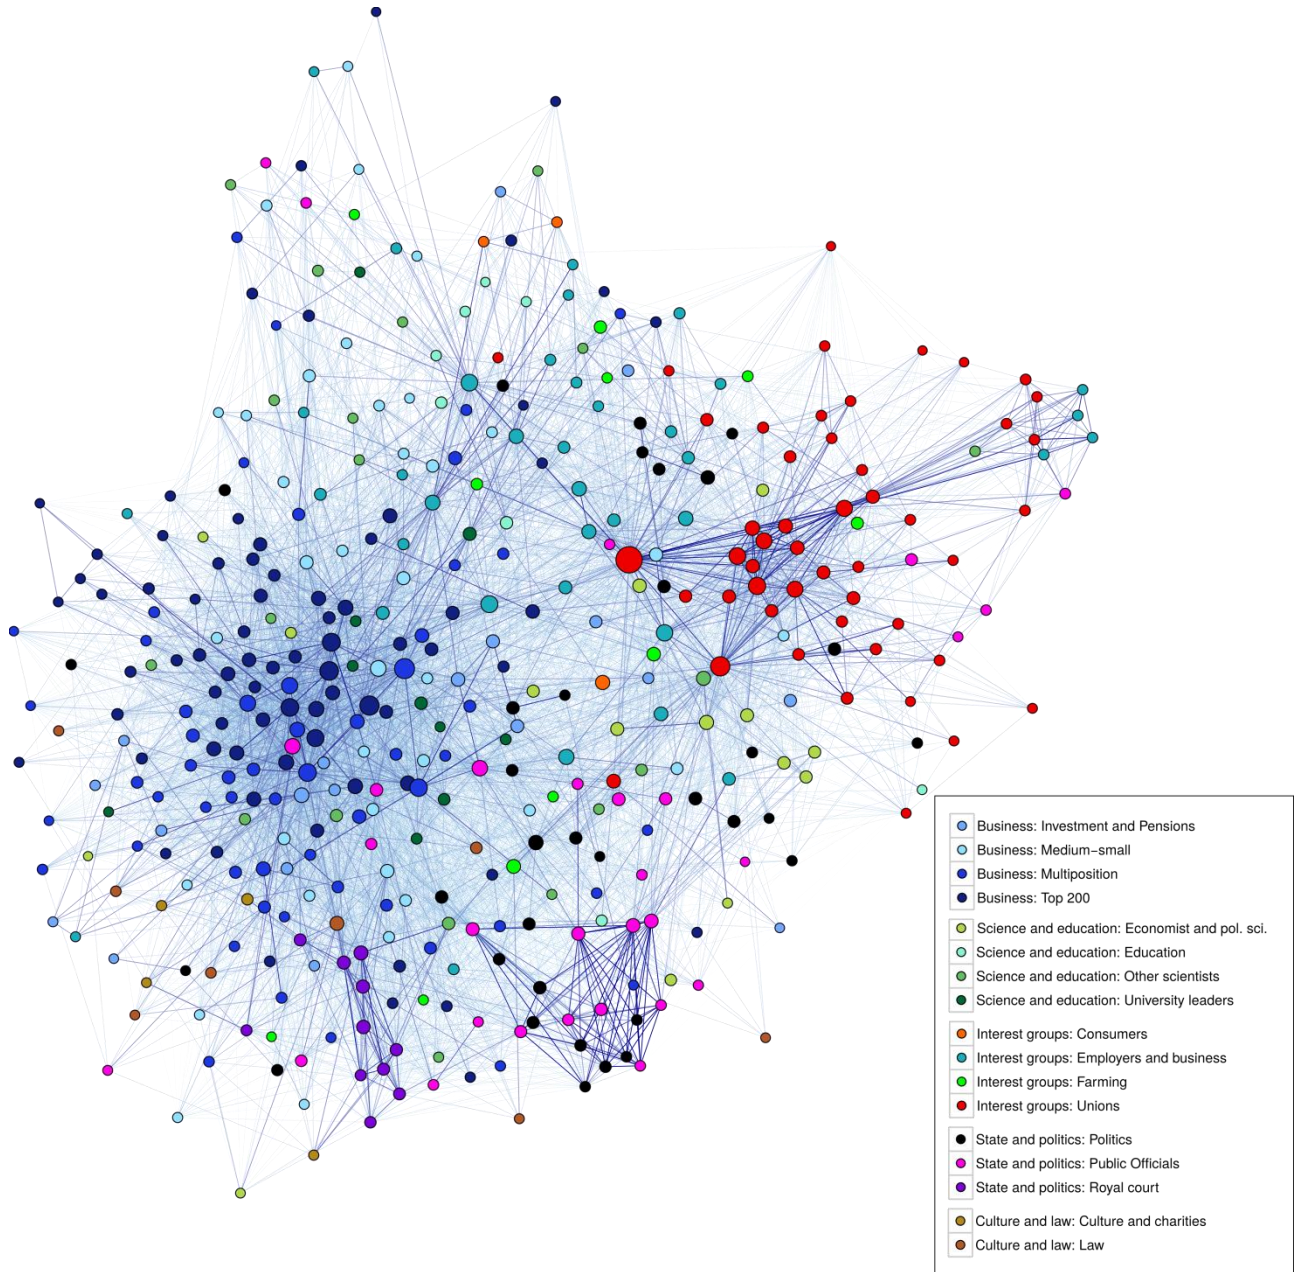 Business: Investment and Pensions
Business: Medium−small
Business: Multiposition
Business: Top 200
Science and education: Economist and pol. sci.
Science and education: Education
Science and education: Other scientists
Science and education: University leaders
Interest groups: Consumers
Interest groups: Employers and business
Interest groups: Farming
Interest groups: Unions
State and politics: Politics
State and politics: Public Officials
State and politics: Royal court
Culture and law: Culture and charities
Culture and law: Law